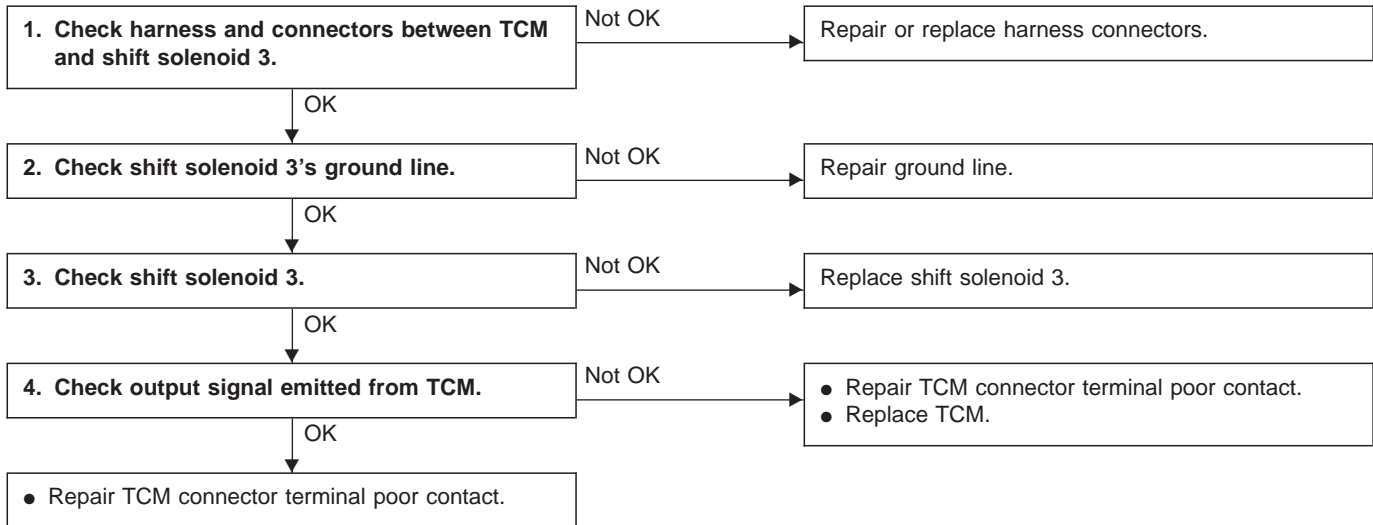 1. Check harness and connectors between TCM
and shift solenoid 3.
Not OK
Repair or replace harness connectors.
OK
2. Check shift solenoid 3’s ground line.
Not OK
Repair ground line.
OK
3. Check shift solenoid 3.
Not OK
Replace shift solenoid 3.
OK
4. Check output signal emitted from TCM.
Not OK
● Repair TCM connector terminal poor contact.
● Replace TCM.
OK
● Repair TCM connector terminal poor contact.